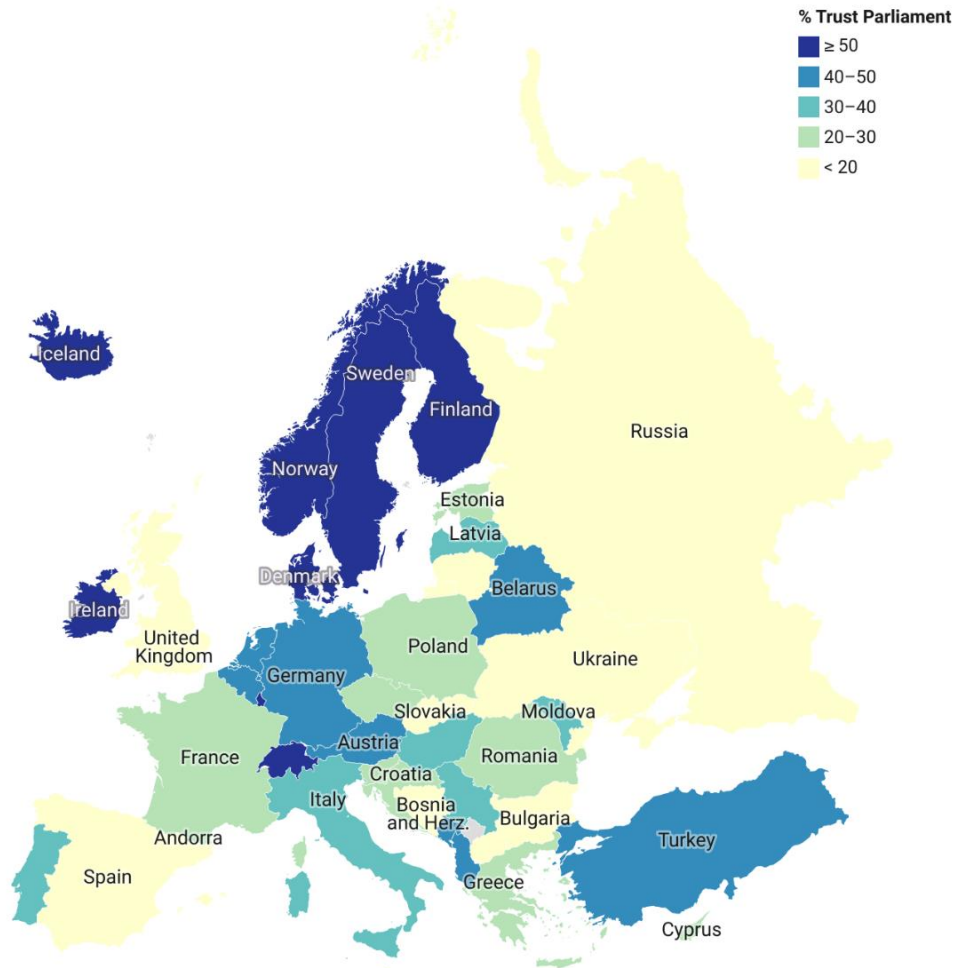 % Trust Parliament
≥ 50
40–50
30–40
20–30
< 20
Iceland
Sweden
Finland
Norway
Russia
Estonia
Latvia
Denmark
Belarus
Ireland
United
Kingdom
Poland
Ukraine
Germany
Slovakia
Moldova
Austria
France
Romania
Croatia
Italy
Bosnia
and Herz.
Bulgaria
Andorra
Turkey
Spain
Greece
Cyprus